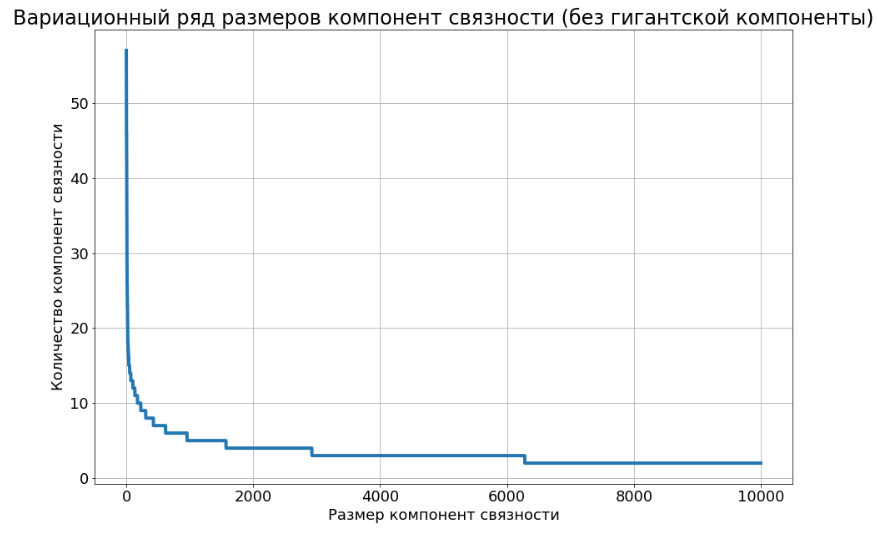 Вариационный ряд размеров компонент связности (без гигантской компоненты)
Количество компонент связности
50
40
30
20
10
0
0 2000 4000 6000 8000 10000
Размер компонент связности